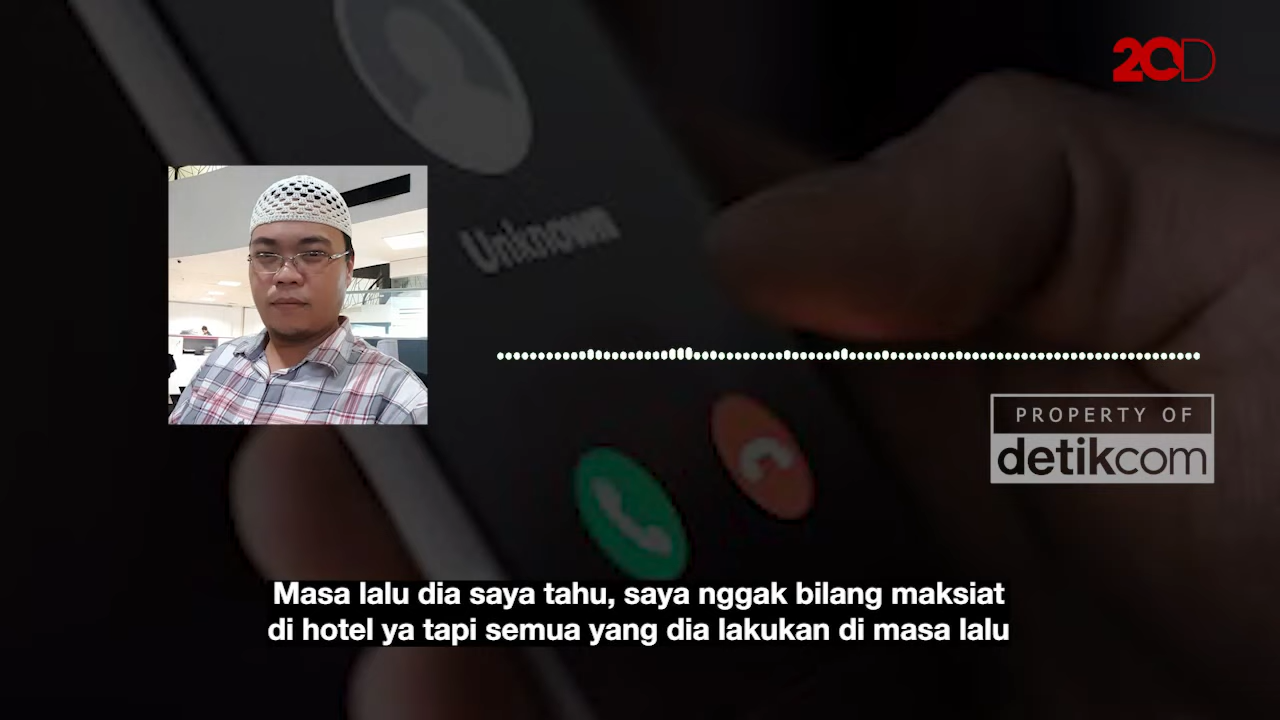 20D
Unknown
PROPERTY OF
detikcom
Masa lalu dia saya tahu, saya nggak bilang maksiat
di hotel ya tapi semua yang dia lakukan di masa lalu